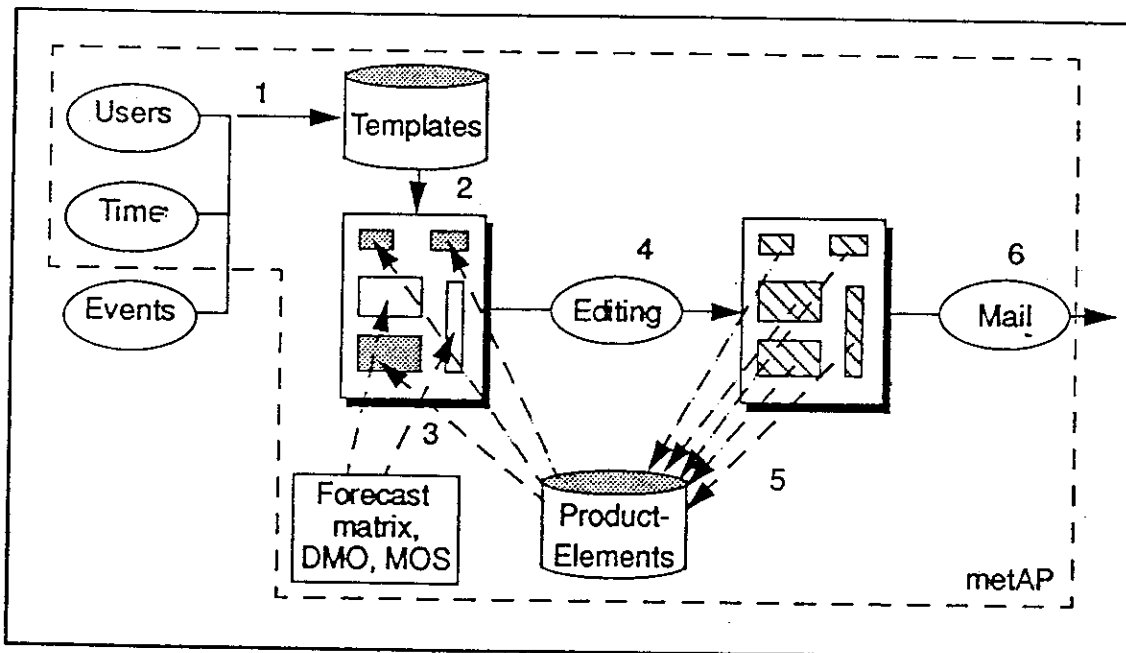 Users
1
Templates
Time
2
Events
4
Editing
6
Mail
3
5
Forecast
matrix,
DMO, MOS
Product-
Elements
metAP